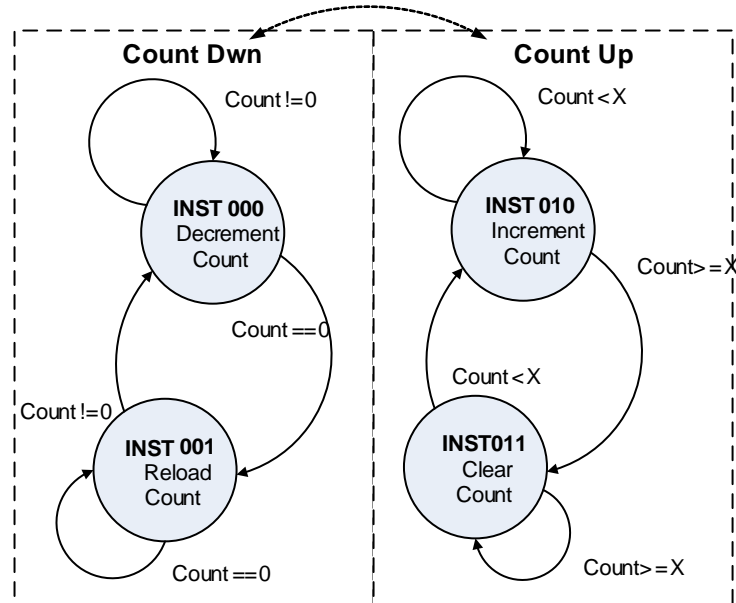 Count Dwn
Count !=0
INST 000
Decrement
Count
Count ==0
Count !=0
INST 001
Reload
Count
Count ==0
Count Up
Count <X
INST 010
Increment
Count
Count >=X
Count <X
INST011
Clear
Count
Count >=X